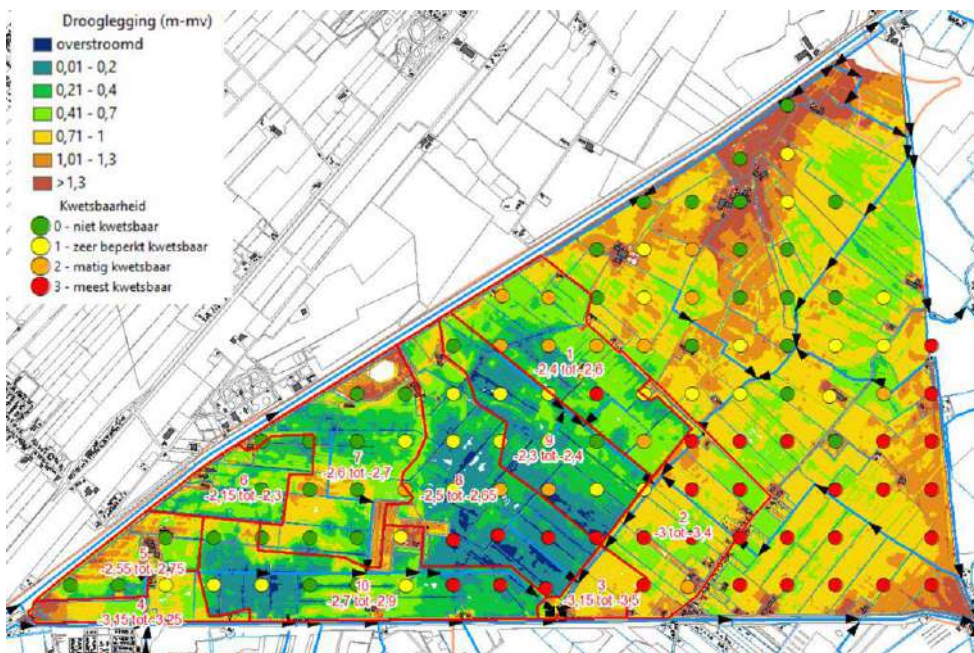 Drooglegging (m-mv)
overstroomd
0,01 - 0,2
0,21 - 0,4
0,41 - 0,7
0,71 - 1
1,01 - 1,3
>1,3
Kwetsbaarheid
0 - niet kwetsbaar
1 - zeer beperkt kwetsbaar
2 - matig kwetsbaar
3 - meest kwetsbaar
1
-2,4 tot -2,6
9
-2,3 tot -2,4
7
-2,6 tot -2,7
6
-2,15 tot -2,3
8
-2,5 tot -2,65
2
-3 tot -3,4
5
-2,55 tot -2,75
10
-2,7 tot -2,9
3
-3,15 tot -3,5
4
-3,15 tot -3,25